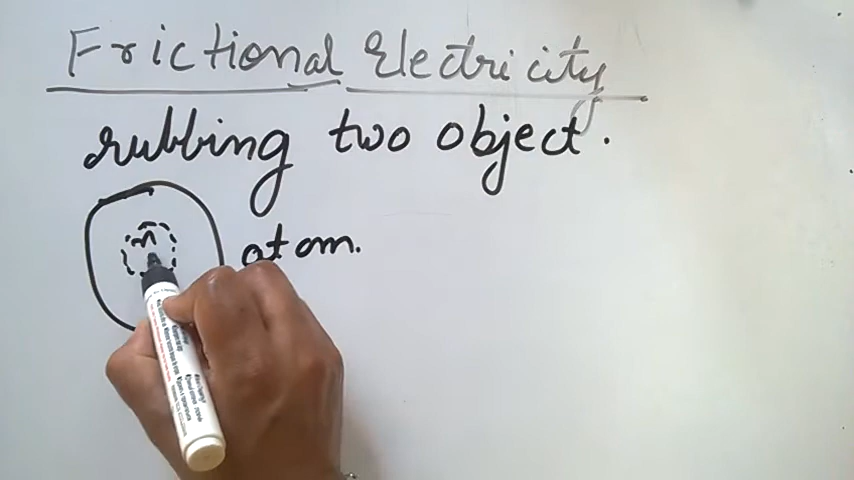 Frictional Electricity
rubbing two object.
n
atom.